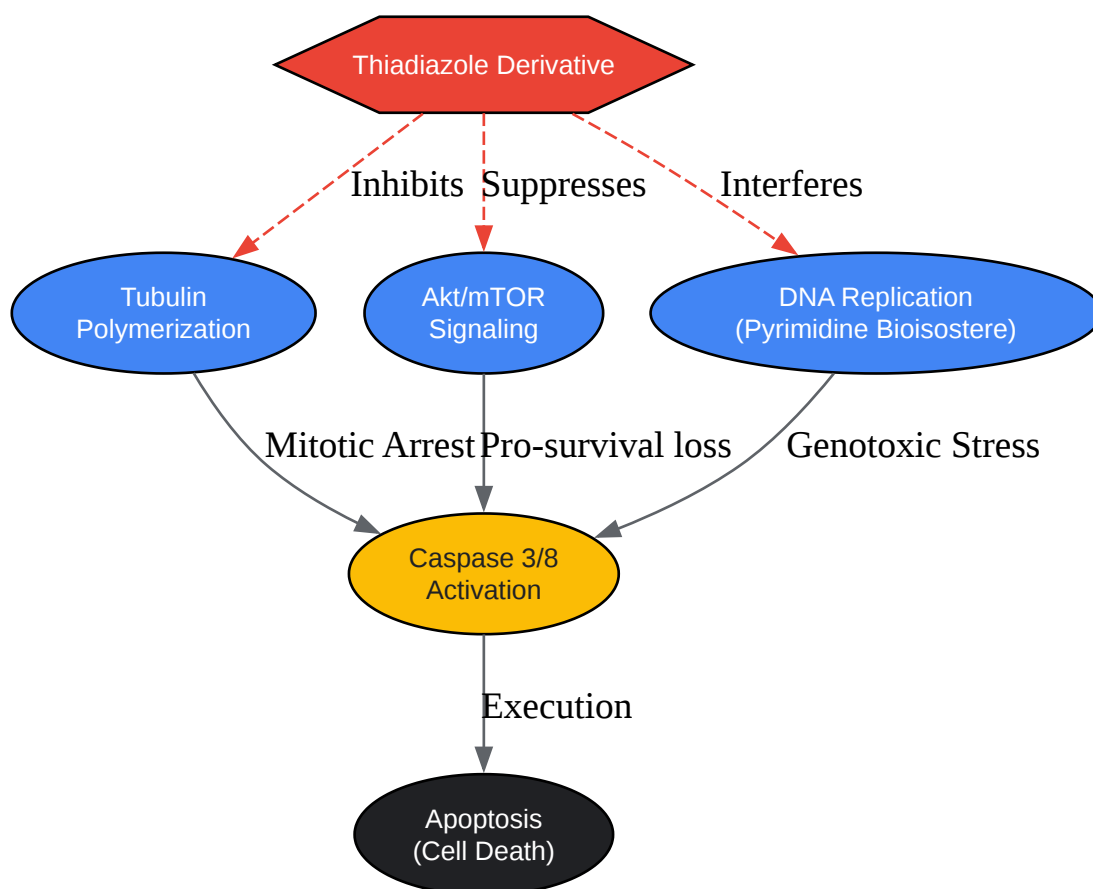 Thiadiazole Derivative
Inhibits
Suppresses
Interferes
Tubulin
Polymerization
Akt/mTOR
Signaling
DNA Replication
(Pyrimidine Bioisostere)
Mitotic Arrest
Pro-survival loss
Genotoxic Stress
Caspase 3/8
Activation
Execution
Apoptosis
(Cell Death)